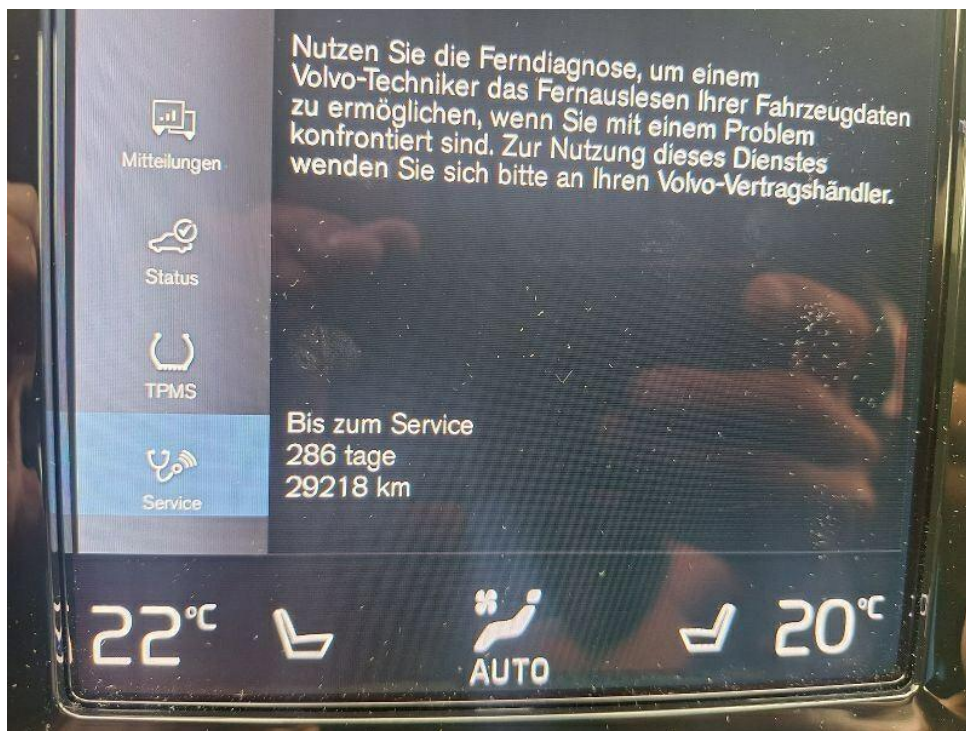 Nutzen Sie die Ferndiagnose, um einem
Volvo-Techniker das Fernauslesen Ihrer Fahrzeugdaten
zu ermöglichen, wenn Sie mit einem Problem
konfrontiert sind. Zur Nutzung dieses Dienstes
wenden Sie sich bitte an Ihren Volvo-Vertragshändler.
Mitteilungen
Status
TPMS
Service
Bis zum Service
286 tage
29218 km
22°C
AUTO
20°C